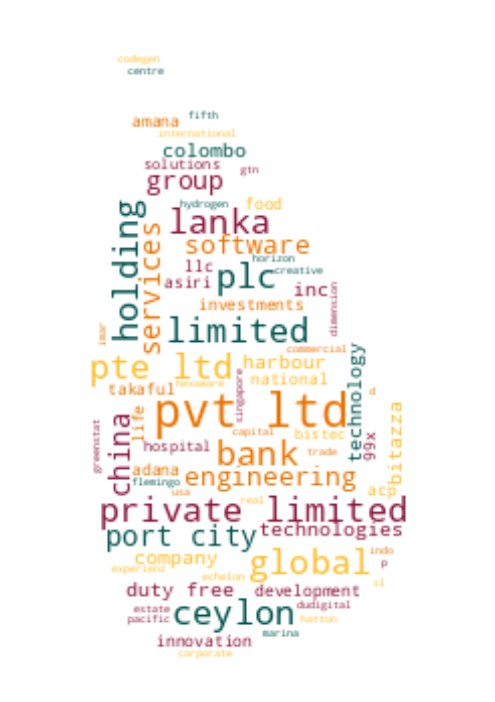 codegen
centre
fifth
amana
international
colombo
solutions
gtn
group
hydrogen
food
holding
lanka
services
software
horizon
llc
plc
creative
asiri
inc
dimension
investments
limited
imar
commercial
technology
pte ltd
harbour
hexaware
national
takaful
singapore
d
pvt ltd
life
china
greenstat
capital
bistec
99x
bitazza
hospital
bank
trade
adana
engineering
flemingo
usa
acp
real
private limited
port city
technologies
company
global
indo
p
experienz
echelon
sl
duty free
development
estate
ceylon
dudigital
pacific
hatton
marina
innovation
corporate